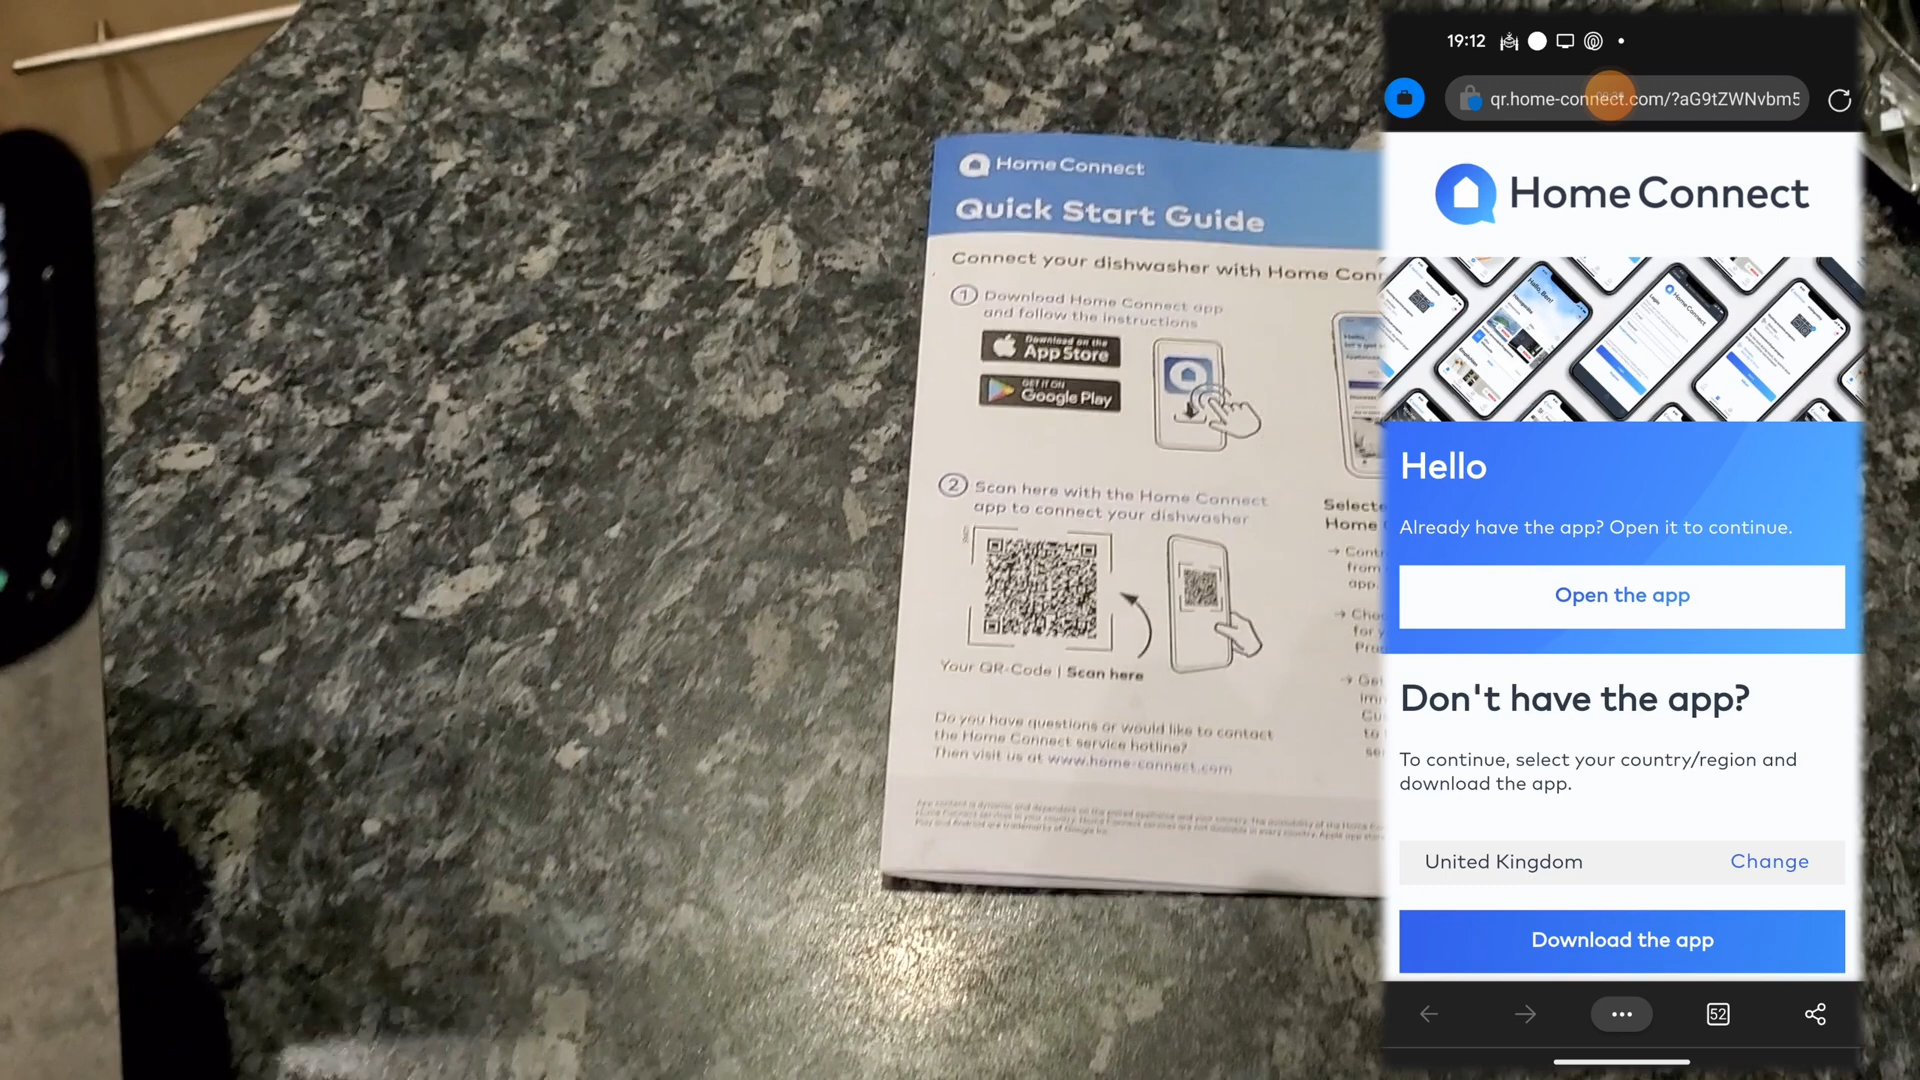 Home Connect
Quick Start Guide
Connect your dishwasher with Home
1 Download Home Connect app
and follow the instructions
Download on the
App Store
GET IT ON
Google Play
2 Scan here with the Home Connect
app to connect your dishwasher
Your QR-Code | Scan here
Do you have questions or would like to contact
the Home Connect service hotline?
Then visit us at www.home-connect.com
Home
→
from
app.
→
for
→
to
19:12
qr.home-connect.com/?aG9tZWNvbm5
Home Connect
Hello
Already have the app? Open it to continue.
Open the app
Don't have the app?
To continue, select your country/region and
download the app.
United Kingdom Change
Download the app
52